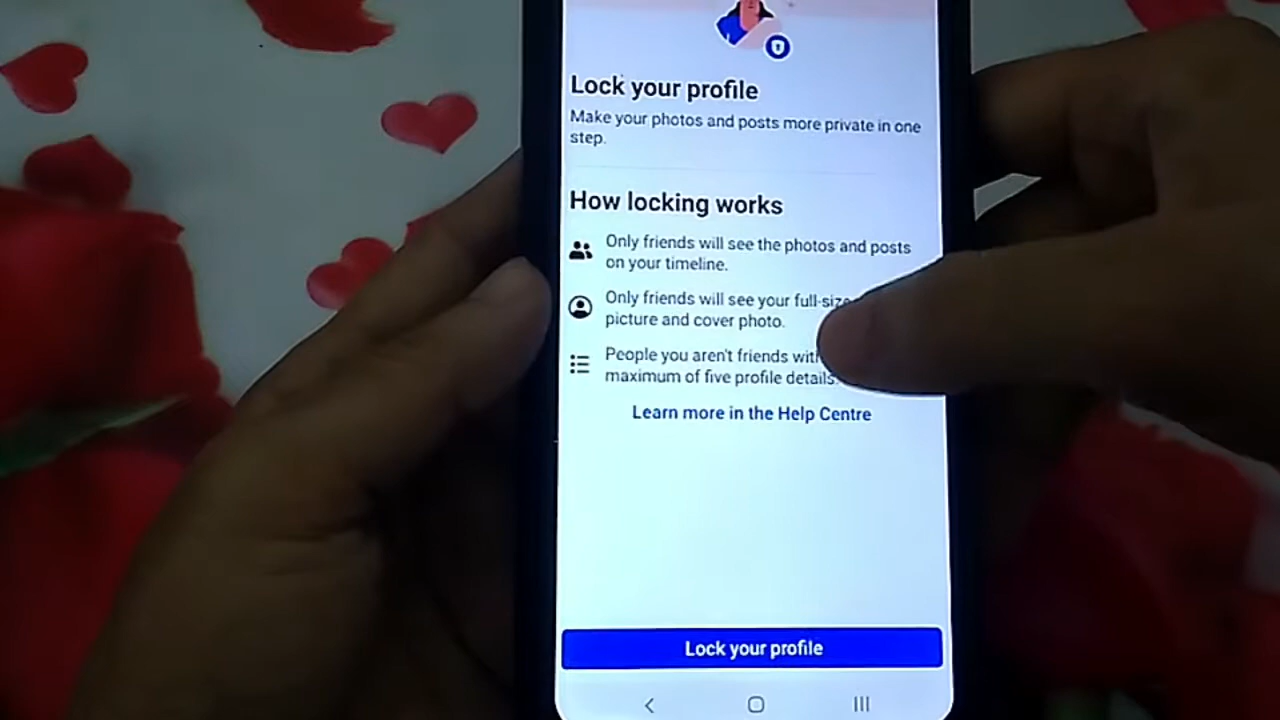 Lock your profile
Make your photos and posts more private in one
step.
How locking works
Only friends will see the photos and posts
on your timeline.
Only friends will see your full-size
picture and cover photo.
People you aren't friends with
maximum of five profile details.
Learn more in the Help Centre
Lock your profile